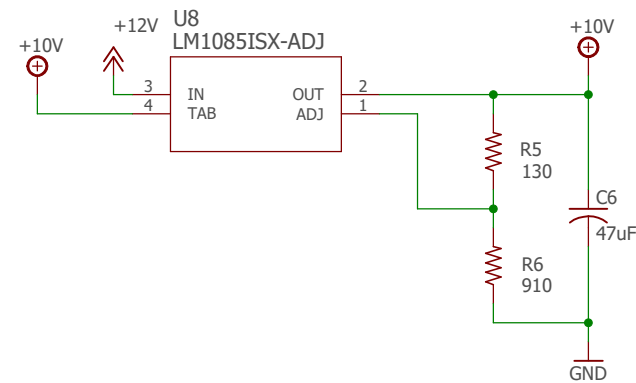 U8
+12V
LM1085ISX-ADJ
+10V
+10V
3 IN OUT 2
4 TAB ADJ 1
R5
130
C6
47uF
R6
910
GND